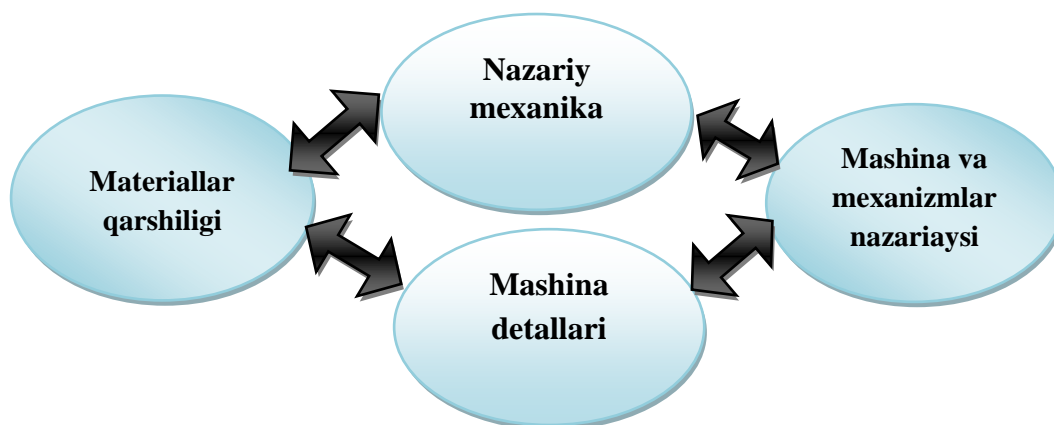 Nazariy
mexanika
Materiallar
qarshiligi
Mashina va
mexanizmlar
nazariaysi
Mashina
detallari